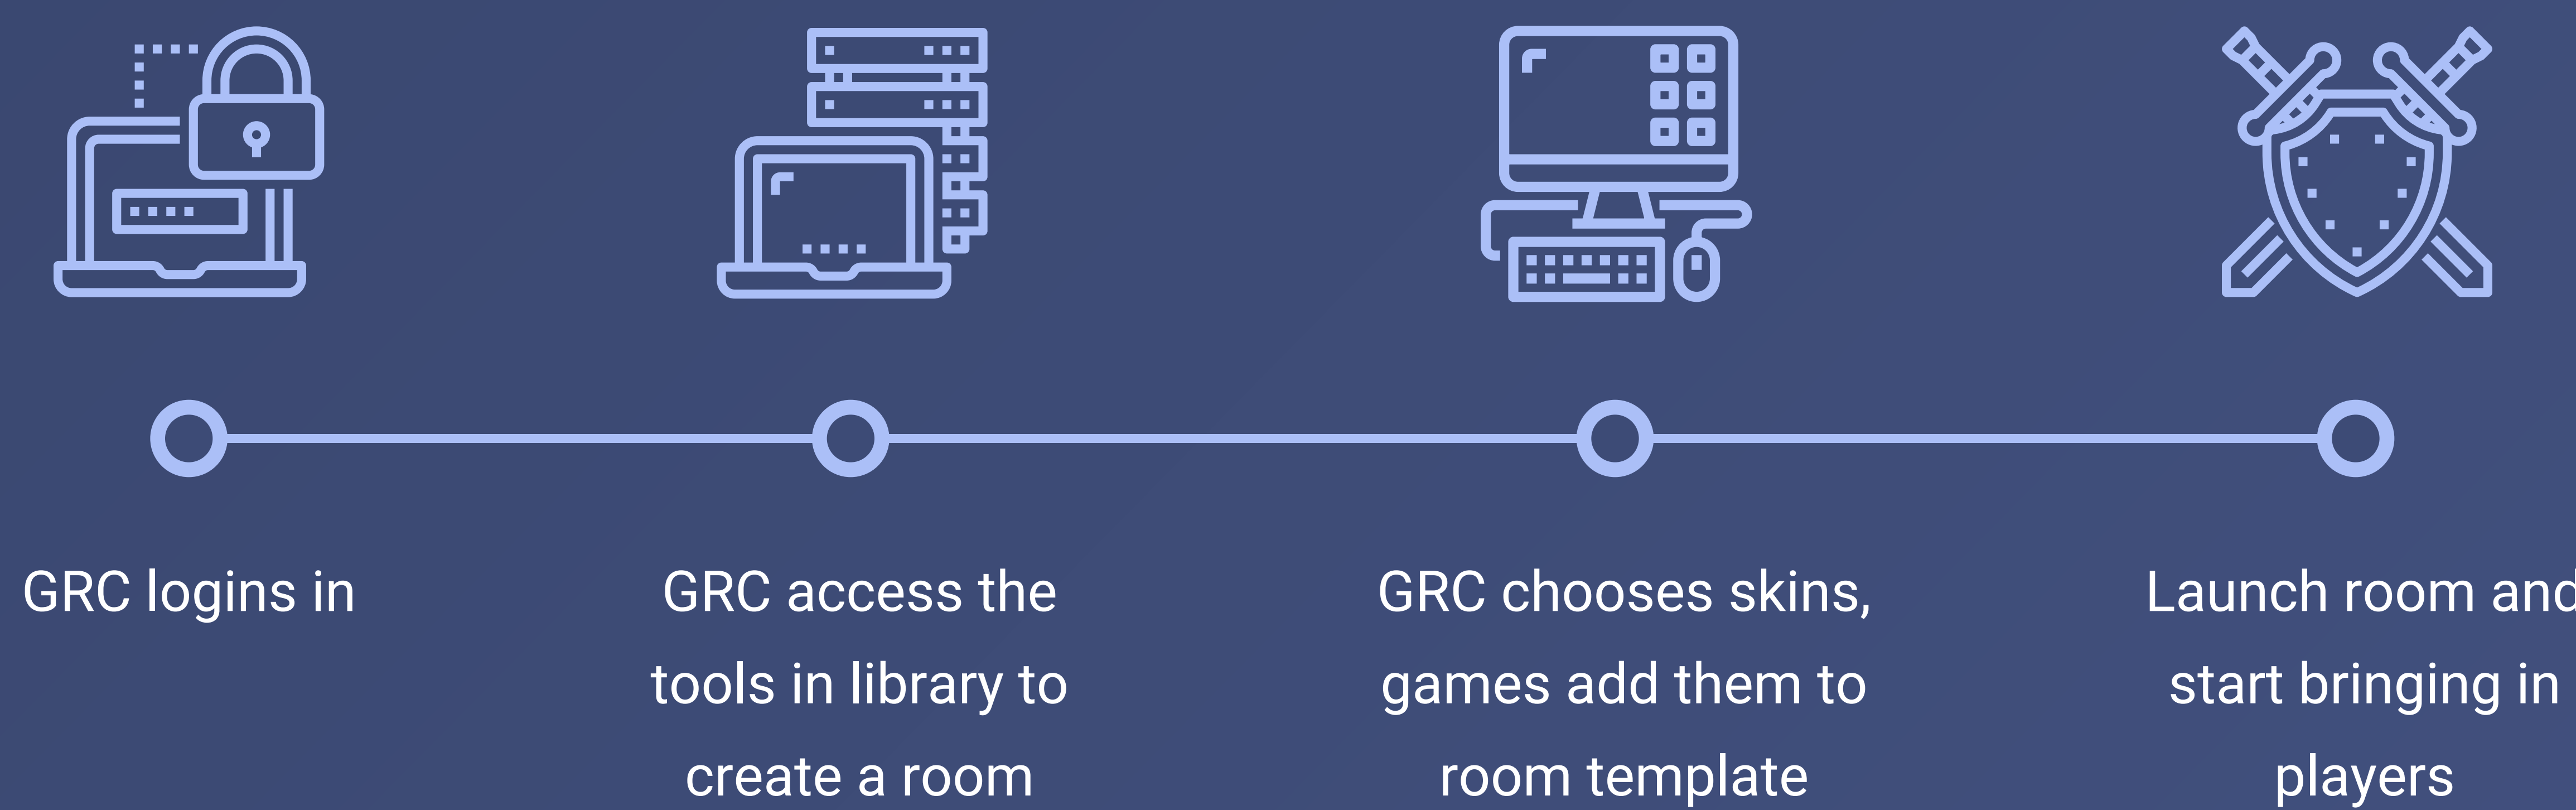 GRC logins in
GRC access the
tools in library to
create a room
GRC chooses skins,
games add them to
room template
Launch room and
start bringing in
players